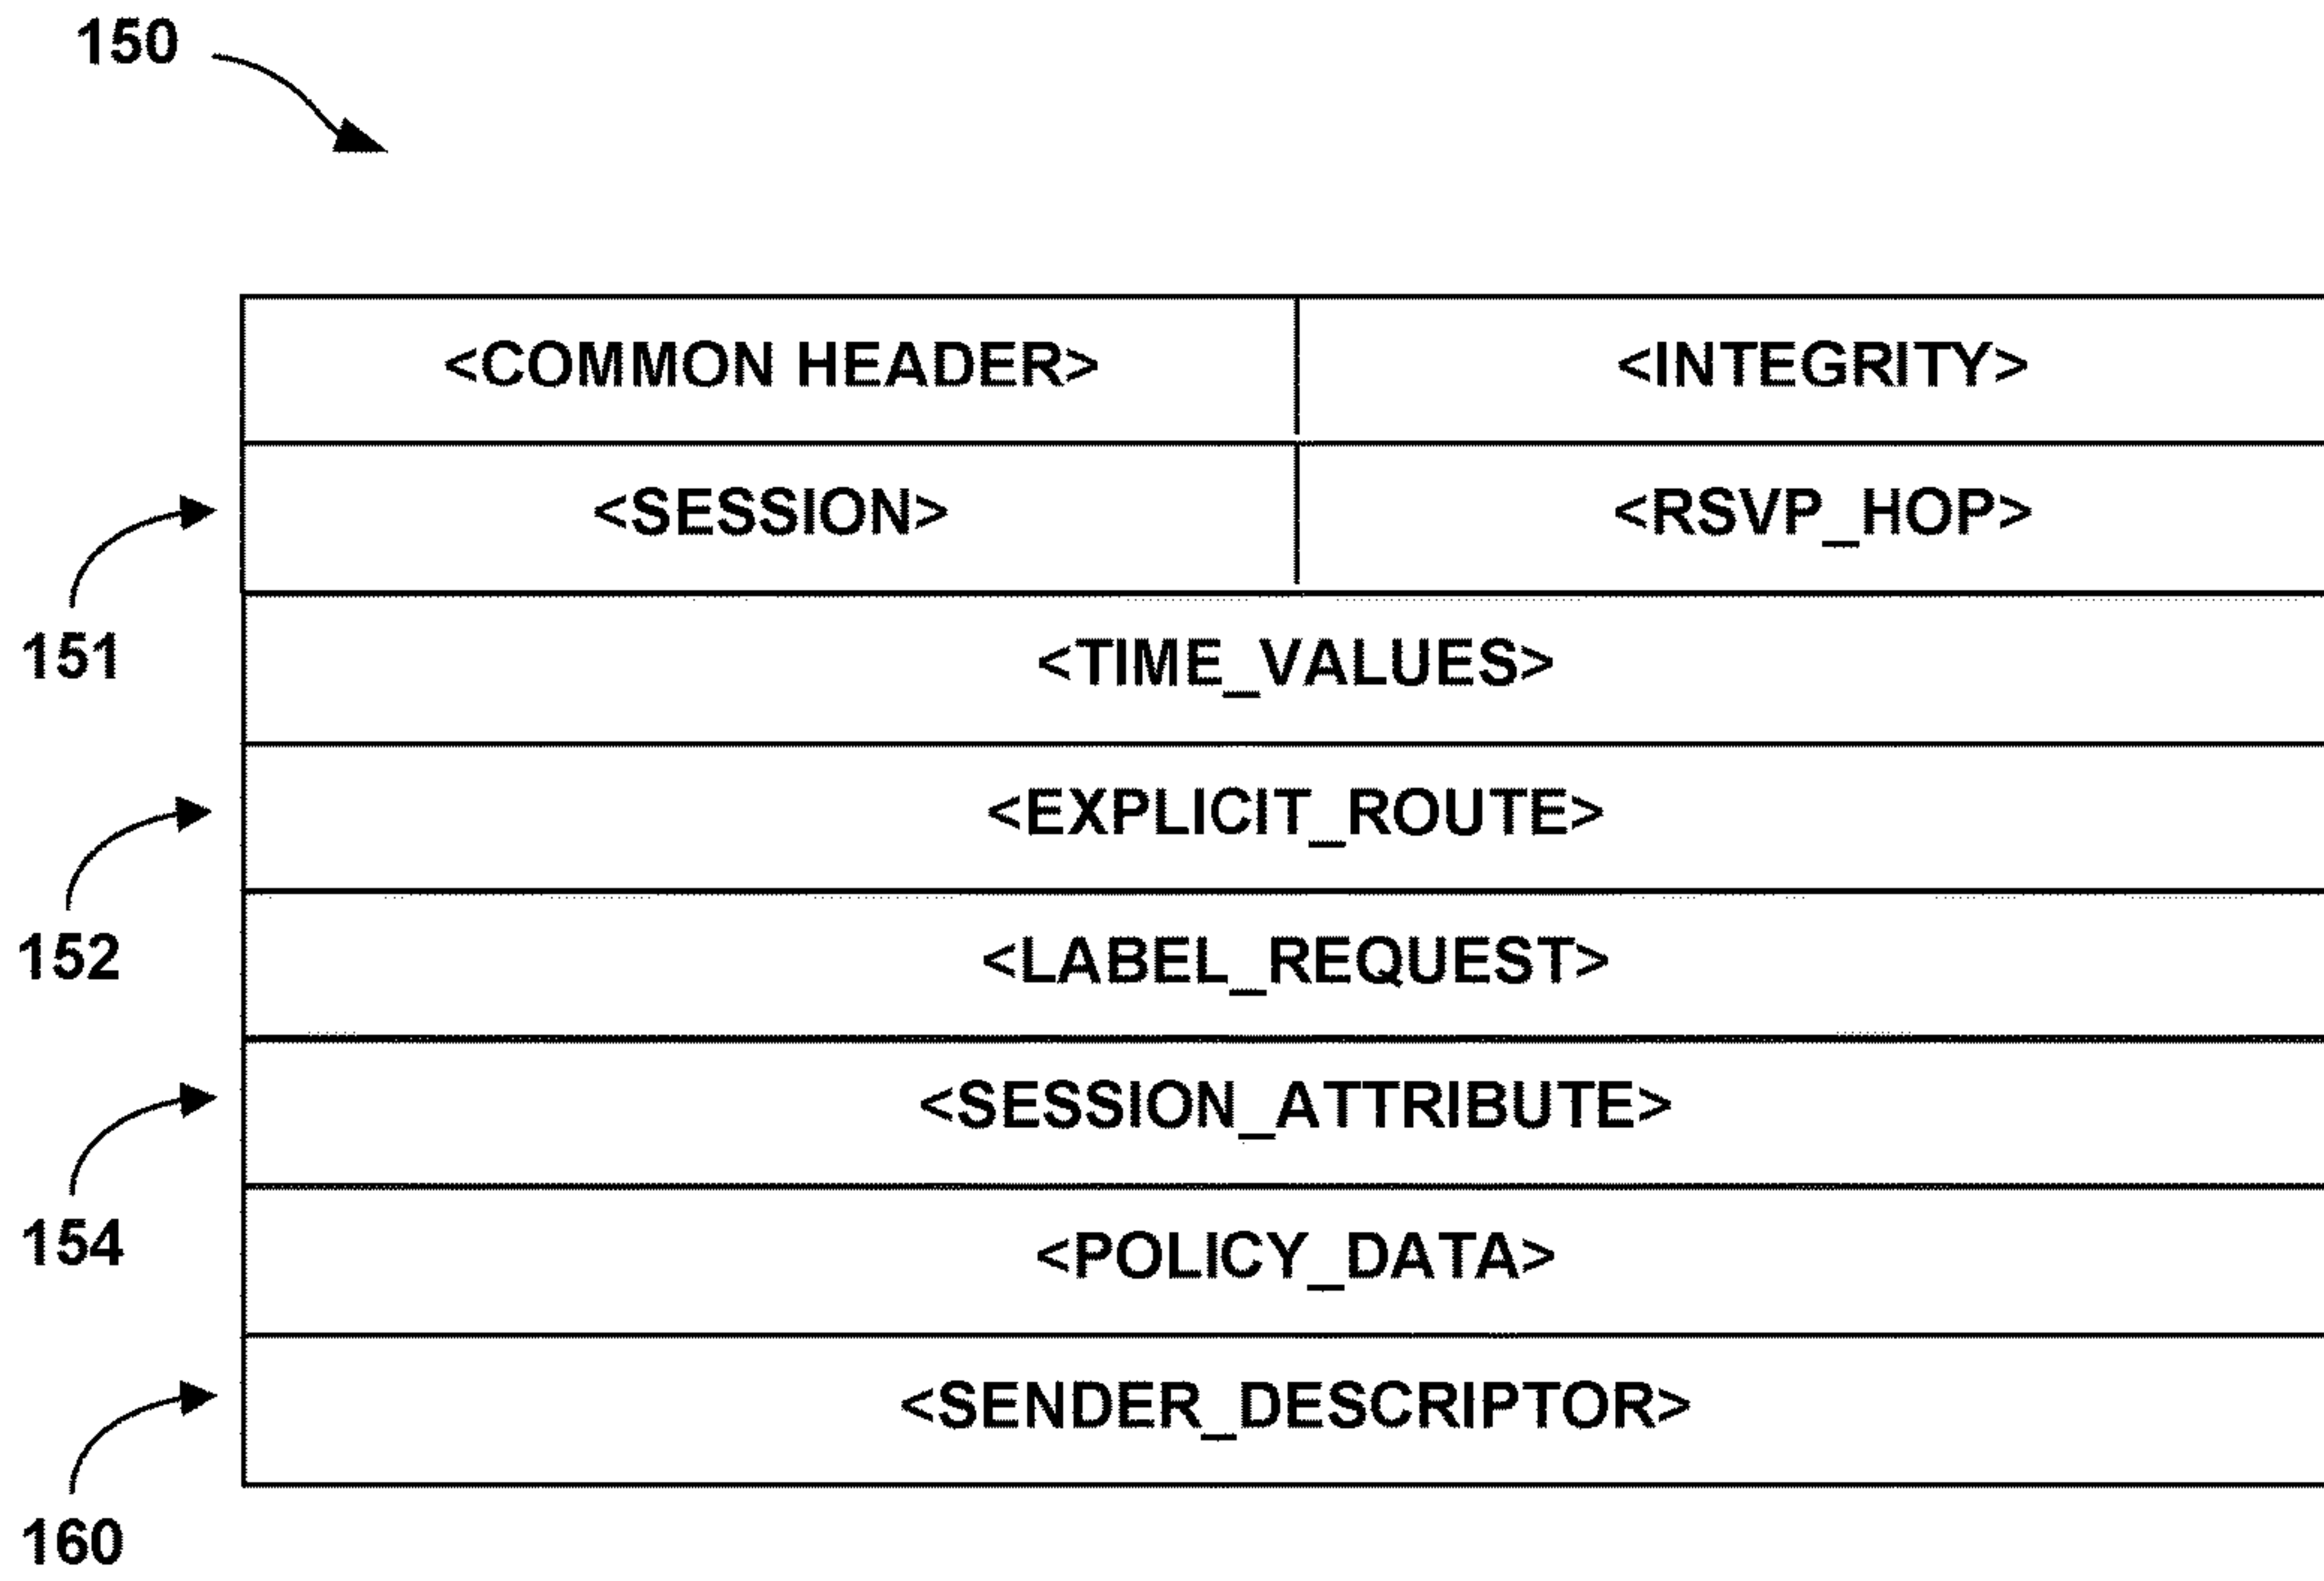 150
<COMMON HEADER> <INTEGRITY>
<SESSION> <RSVP_HOP>
151
<TIME_VALUES>
<EXPLICIT_ROUTE>
152
<LABEL_REQUEST>
<SESSION_ATTRIBUTE>
154
<POLICY_DATA>
<SENDER_DESCRIPTOR>
160